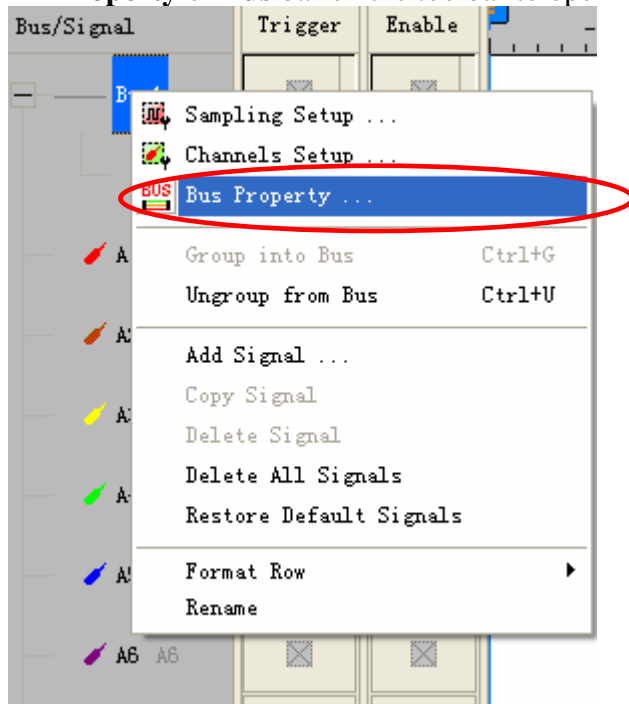 Bus/Signal Trigger Enable
Sampling Setup ...
Channels Setup ...
BUS Bus Property ...
A Group into Bus Ctrl+G
Ungroup from Bus Ctrl+U
Add Signal ...
Copy Signal
Delete Signal
Delete All Signals
Restore Default Signals
Format Row
Rename
A6 A6